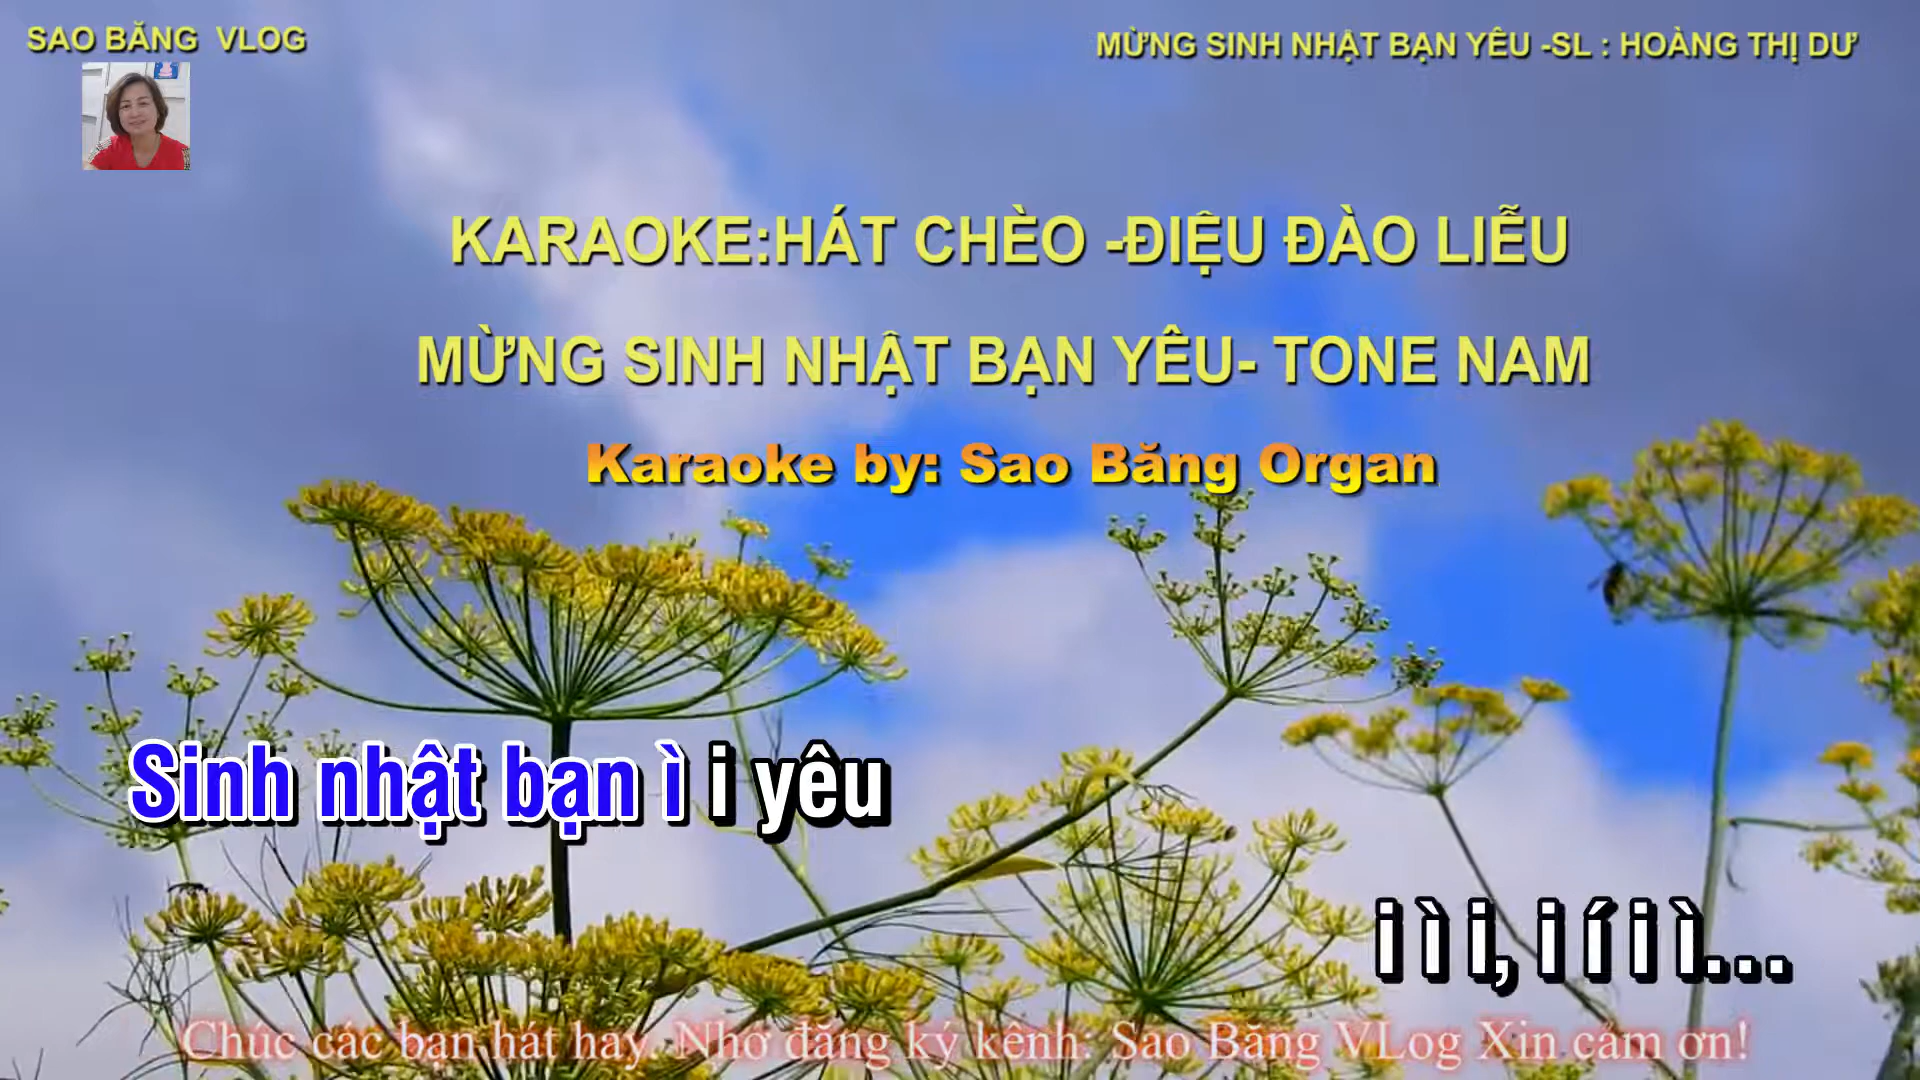 SAO BĂNG VLOG
MỪNG SINH NHẬT BẠN YÊU -SL : HOÀNG THỊ DƯ
KARAOKE:HÁT CHÈO -ĐIỆU ĐÀO LIỄU
MỪNG SINH NHẬT BẠN YÊU- TONE NAM
Karaoke by: Sao Băng Organ
Sinh nhật bạn ì i yêu
i ì i, i í i ì...
Chúc các bạn hát hay. Nhớ đăng ký kênh: Sao Băng VLog Xin cảm ơn!